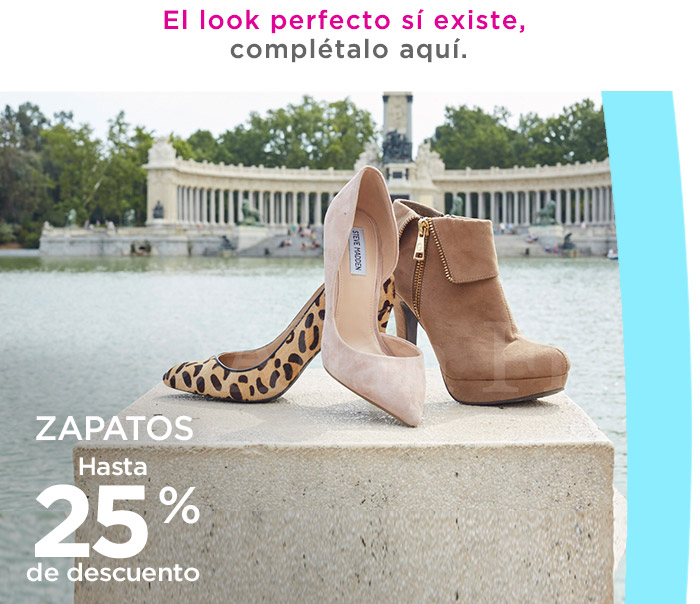 El look perfecto sí existe,
complétalo aquí.
STEVE MADDEN
ZAPATOS
Hasta
25%
de descuento